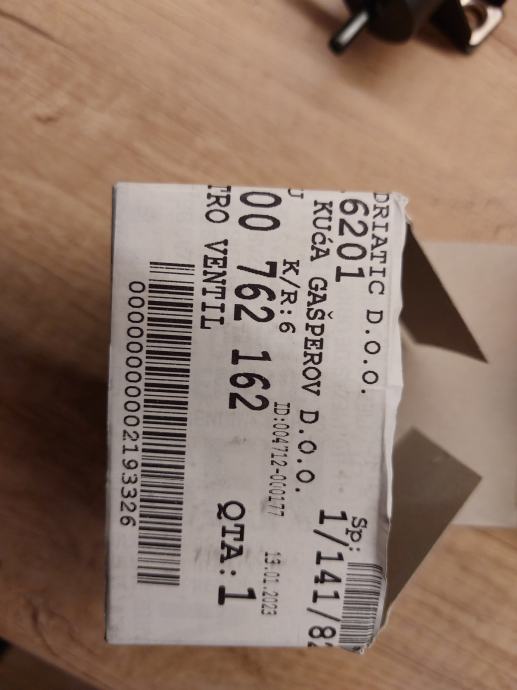 DRIATIC D.O.O.
6201
Sp:
KUĆA GAŠPEROV D.O.O.
1/141/82
K/R:6
ID:004712-000177
13.01.2023
00 762 162
QTA:1
TRO VENTIL
0000000002193326